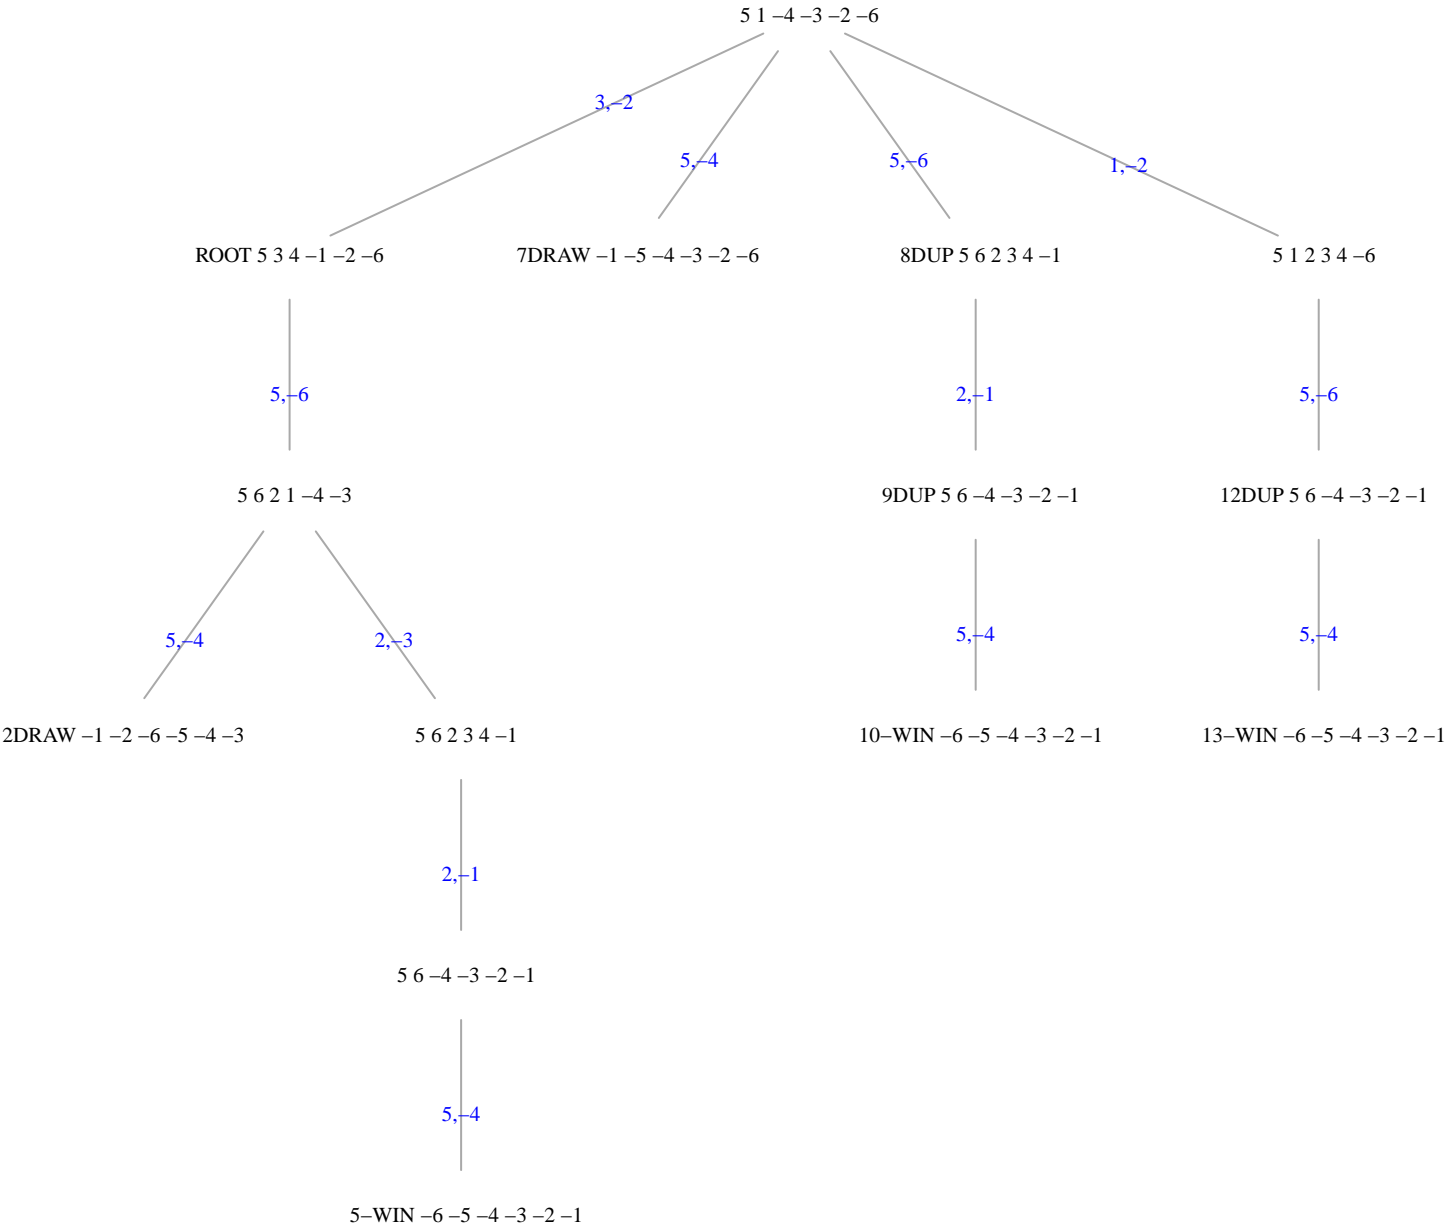 5 1 –4 –3 –2 –6
3,–2
5,–4
5,–6
1,–2
ROOT 5 3 4 –1 –2 –6
7DRAW –1 –5 –4 –3 –2 –6
8DUP 5 6 2 3 4 –1
5 1 2 3 4 –6
5,–6
2,–1
5,–6
5 6 2 1 –4 –3
9DUP 5 6 –4 –3 –2 –1
12DUP 5 6 –4 –3 –2 –1
5,–4
2,–3
5,–4
5,–4
2DRAW –1 –2 –6 –5 –4 –3
5 6 2 3 4 –1
10–WIN –6 –5 –4 –3 –2 –1
13–WIN –6 –5 –4 –3 –2 –1
2,–1
5 6 –4 –3 –2 –1
5,–4
5–WIN –6 –5 –4 –3 –2 –1